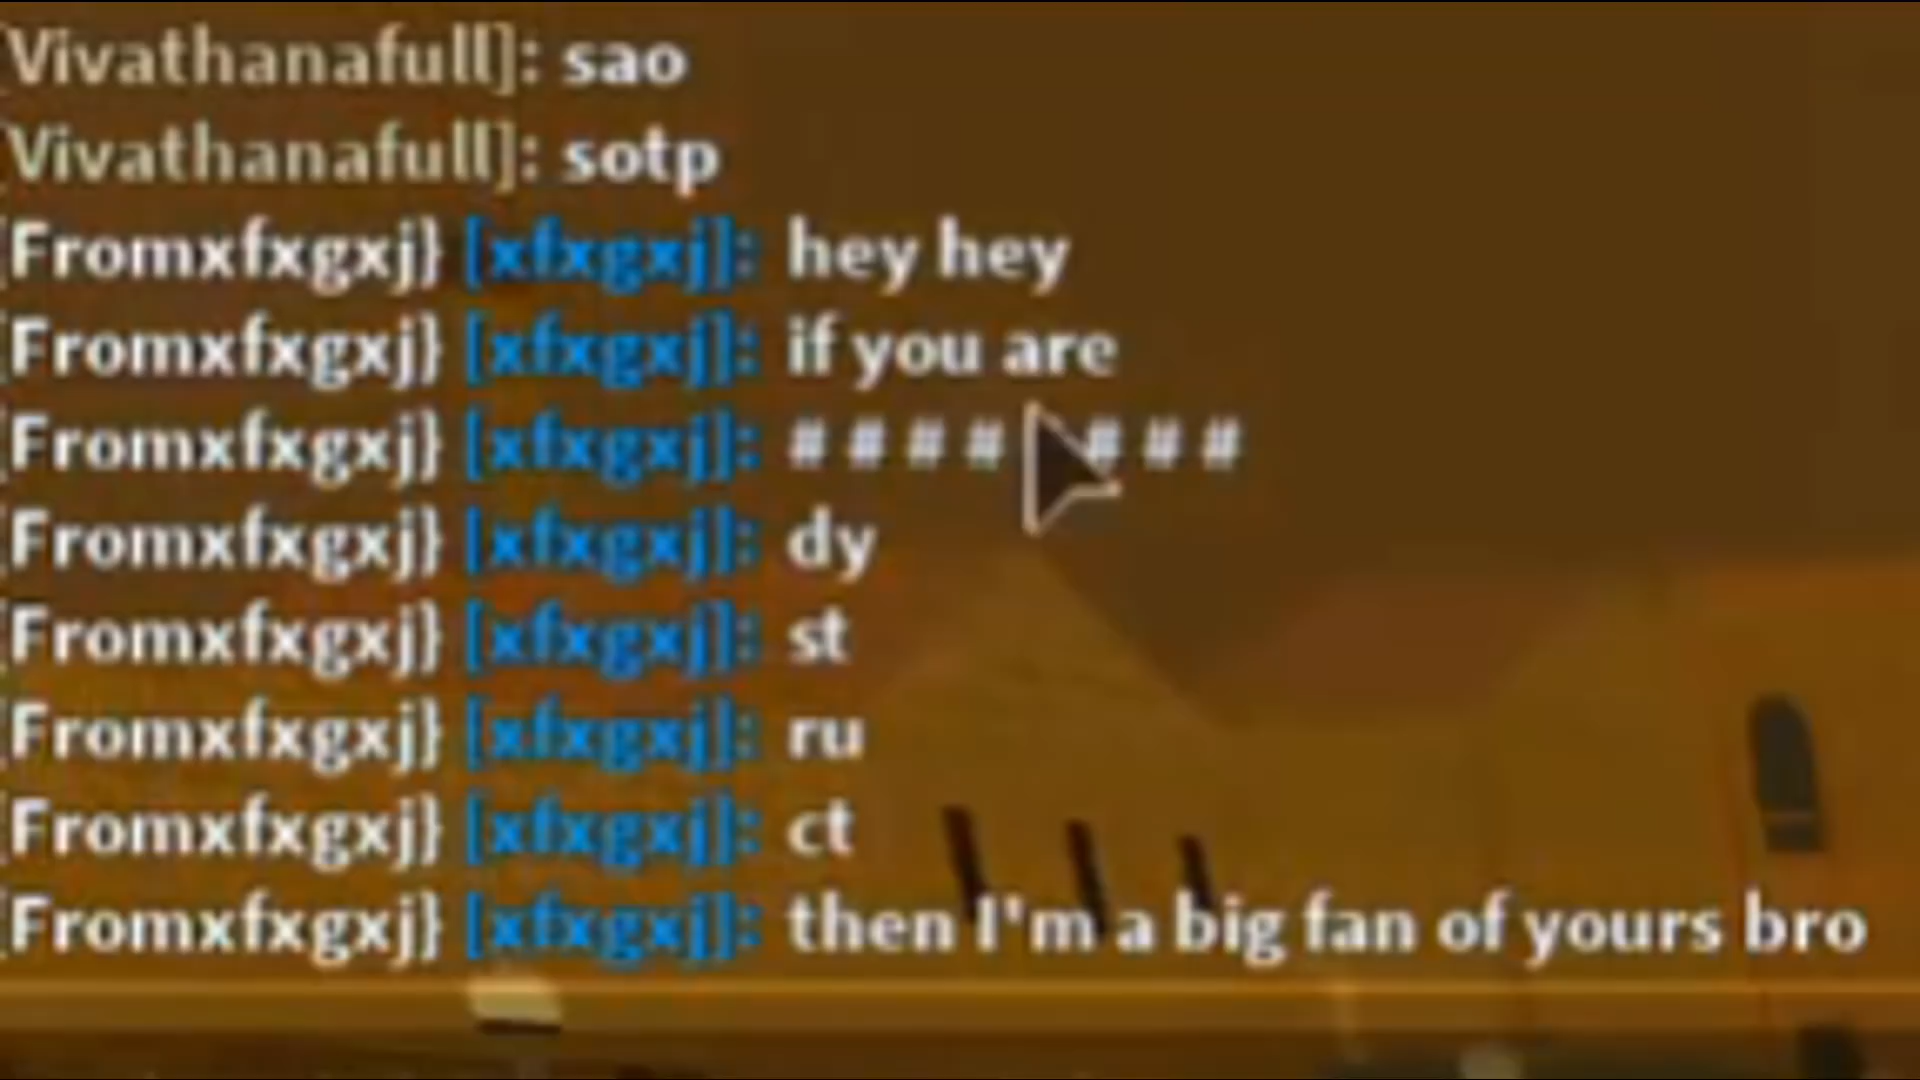 Vivathanafull]: sao
Vivathanafull]: sotp
[Fromxfxgxj} [xfxgxj]: hey hey
[Fromxfxgxj} [xfxgxj]: if you are
[Fromxfxgxj} [xfxgxj]: # # # # # # #
[Fromxfxgxj} [xfxgxj]: dy
[Fromxfxgxj} [xfxgxj]: st
[Fromxfxgxj} [xfxgxj]: ru
[Fromxfxgxj} [xfxgxj]: ct
[Fromxfxgxj} [xfxgxj]: then I'm a big fan of yours bro